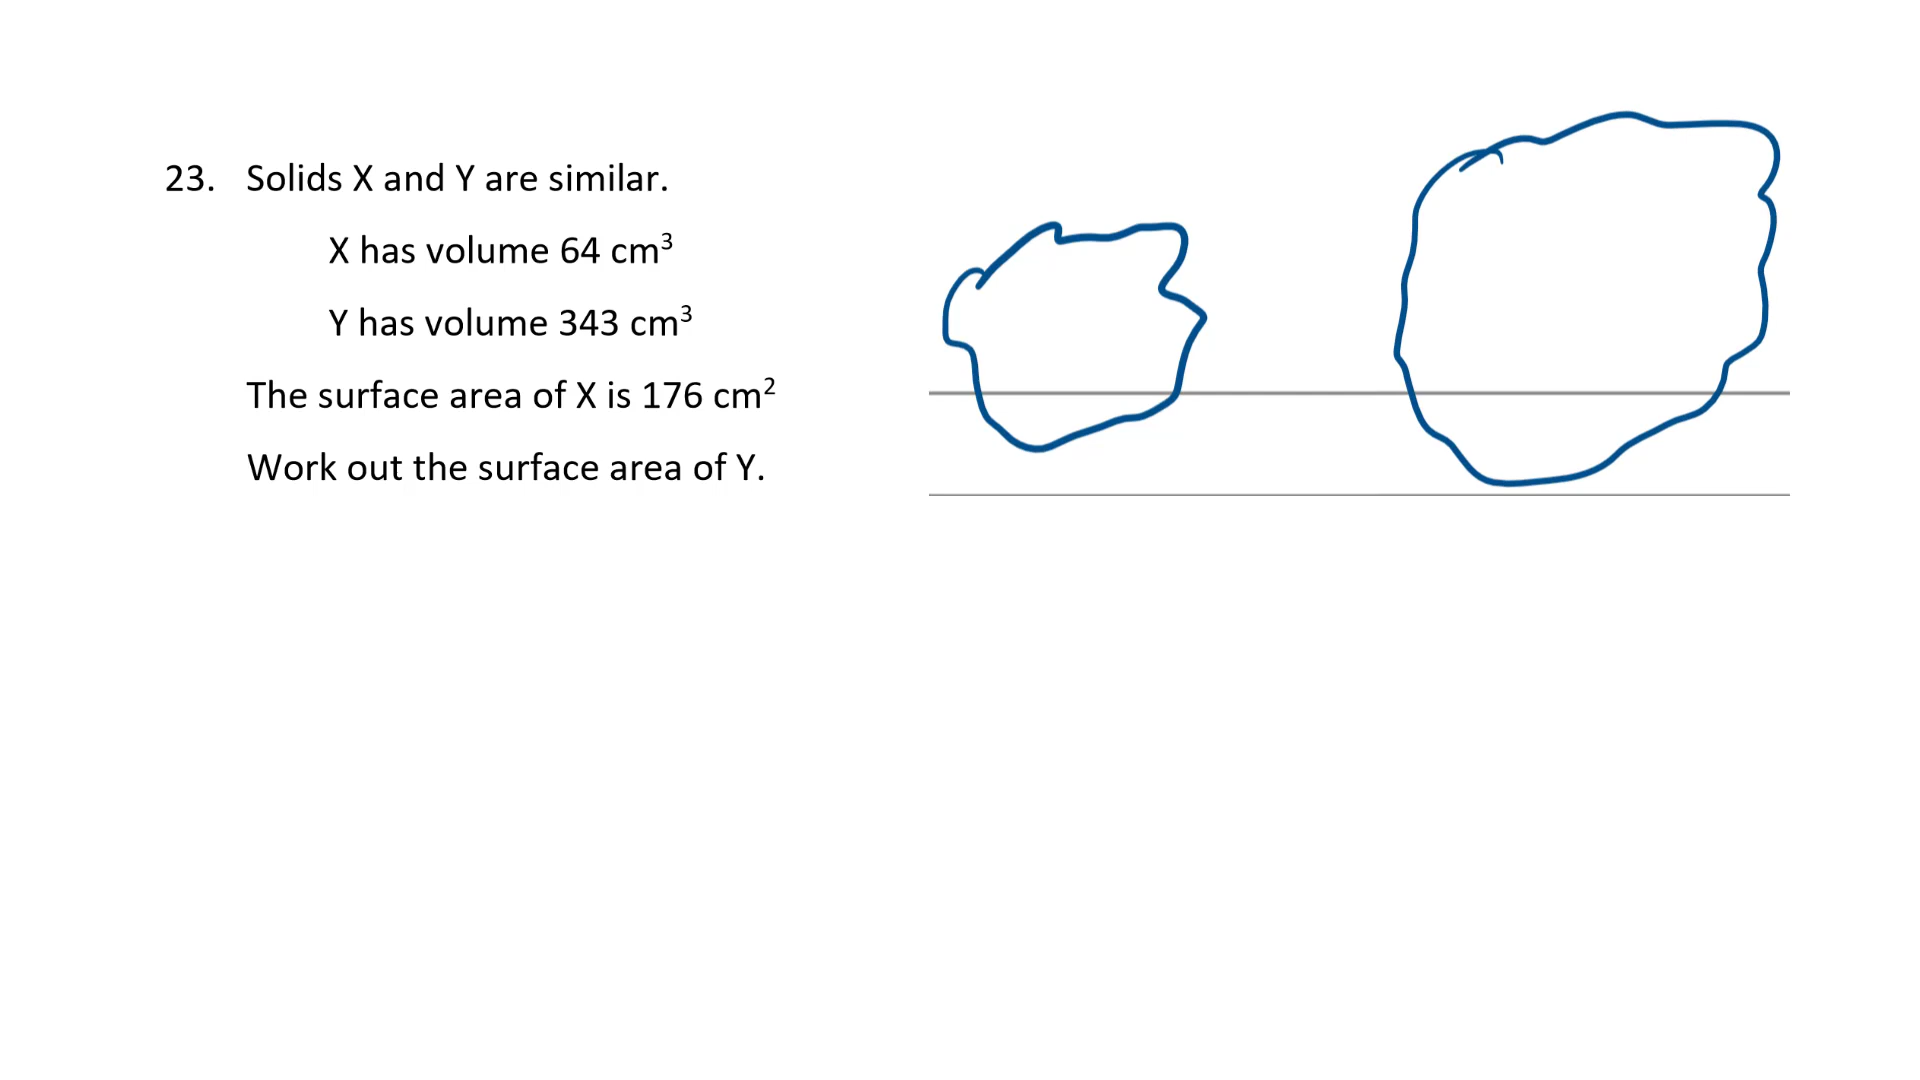 23. Solids X and Y are similar.
X has volume 64 cm³
Y has volume 343 cm³
The surface area of X is 176 cm²
Work out the surface area of Y.